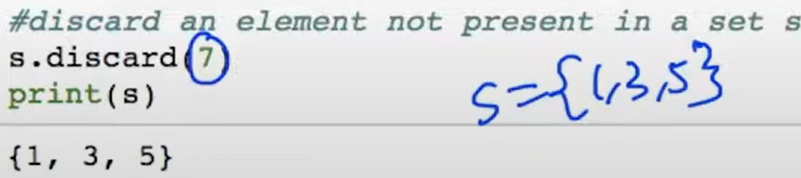 #discard an element not present in a set s
s.discard(7)
print(s)
s={1,3,5}
{1, 3, 5}